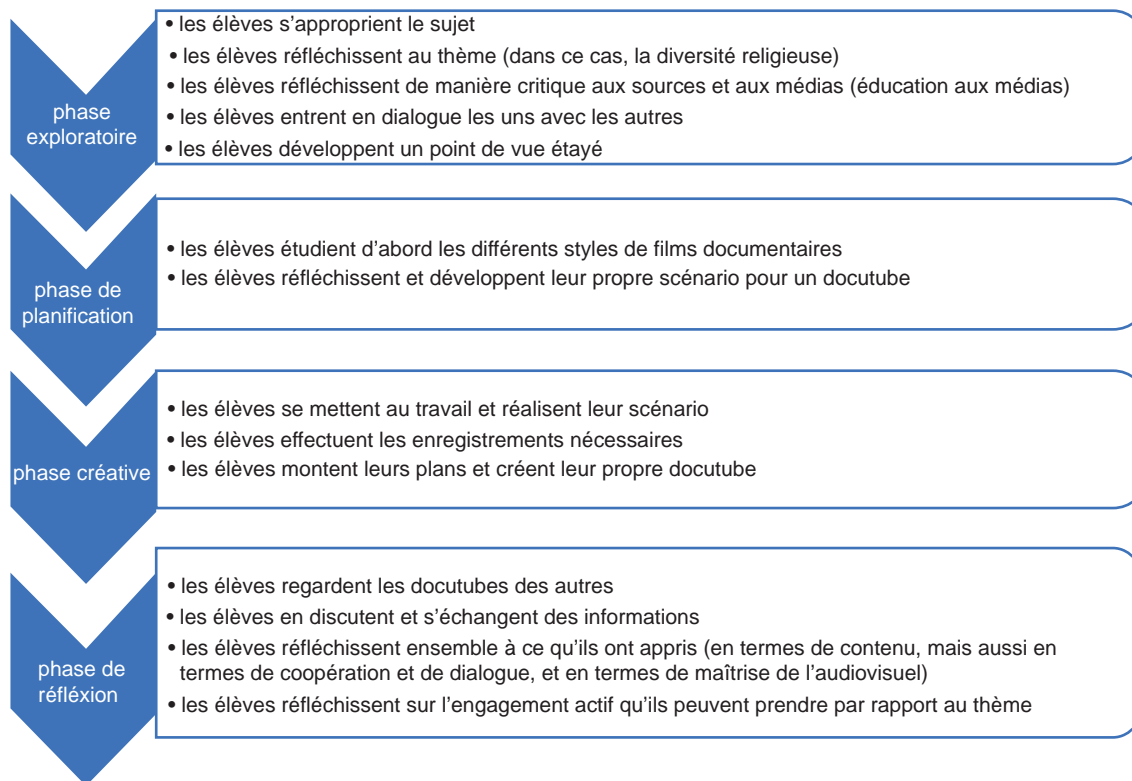 phase
exploratoire
• les élèves s’approprient le sujet
• les élèves réfléchissent au thème (dans ce cas, la diversité religieuse)
• les élèves réfléchissent de manière critique aux sources et aux médias (éducation aux médias)
• les élèves entrent en dialogue les uns avec les autres
• les élèves développent un point de vue étayé
phase de
planification
• les élèves étudient d’abord les différents styles de films documentaires
• les élèves réfléchissent et développent leur propre scénario pour un docutube
phase créative
• les élèves se mettent au travail et réalisent leur scénario
• les élèves effectuent les enregistrements nécessaires
• les élèves montent leurs plans et créent leur propre docutube
phase de
réfléxion
• les élèves regardent les docutubes des autres
• les élèves en discutent et s’échangent des informations
• les élèves réfléchissent ensemble à ce qu’ils ont appris (en termes de contenu, mais aussi en
termes de coopération et de dialogue, et en termes de maîtrise de l’audiovisuel)
• les élèves réfléchissent sur l’engagement actif qu’ils peuvent prendre par rapport au thème